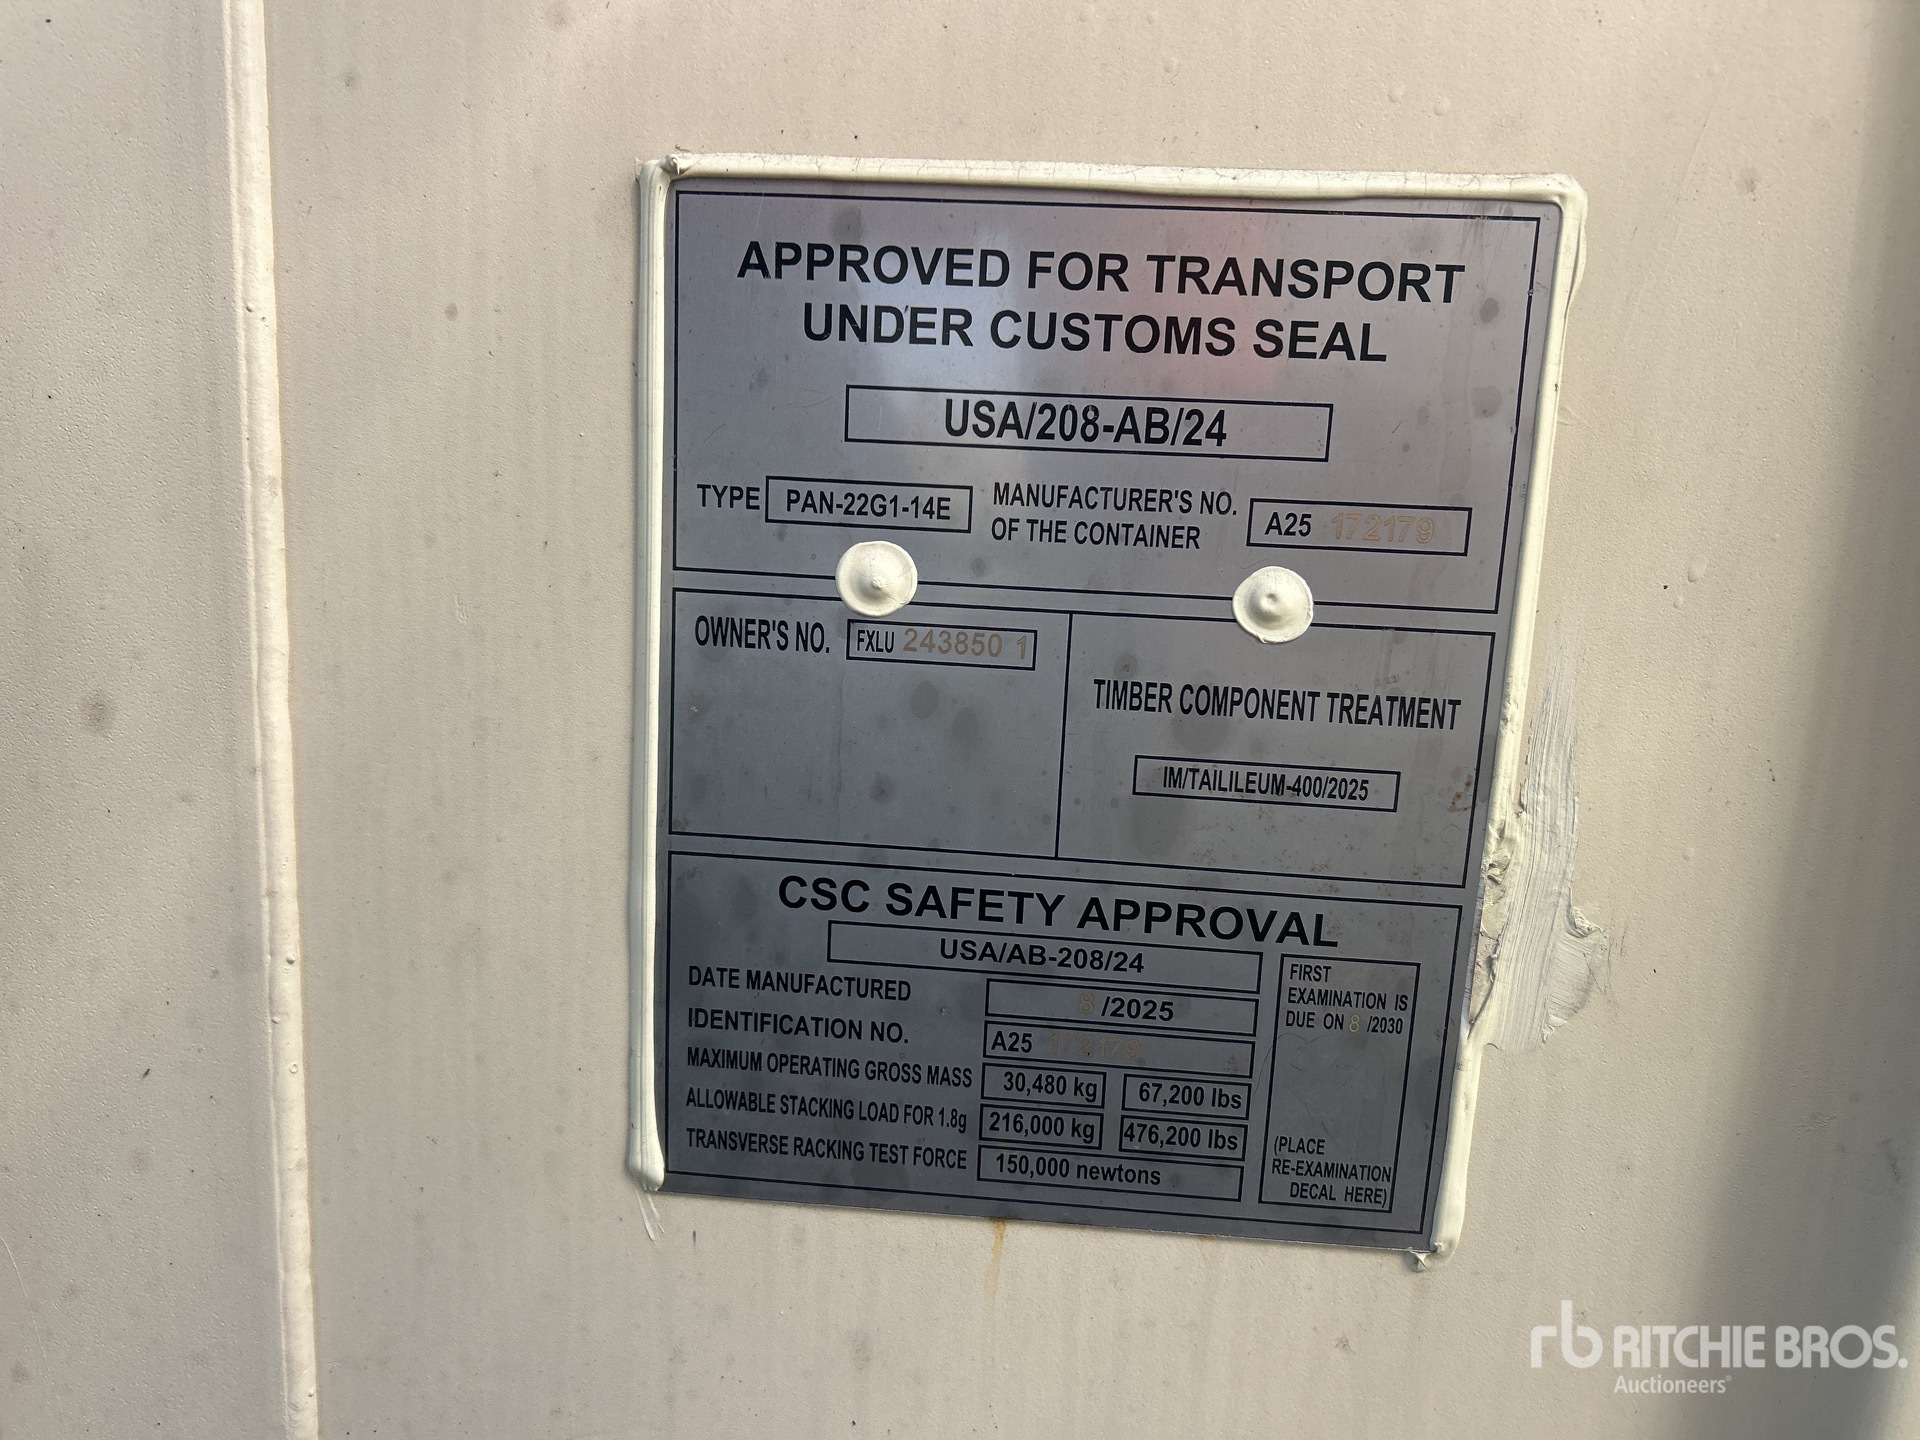 APPROVED FOR TRANSPORT
UNDER CUSTOMS SEAL
USA/208-AB/24
TYPE PAN-22G1-14E MANUFACTURER'S NO. OF THE CONTAINER A25 172179
OWNER'S NO. FXLU 243850 1
TIMBER COMPONENT TREATMENT
IM/TAILILEUM-400/2025
CSC SAFETY APPROVAL
USA/AB-208/24
DATE MANUFACTURED 8 /2025
IDENTIFICATION NO. A25 172179
MAXIMUM OPERATING GROSS MASS 30,480 kg 67,200 lbs
ALLOWABLE STACKING LOAD FOR 1.8g 216,000 kg 476,200 lbs
TRANSVERSE RACKING TEST FORCE 150,000 newtons
FIRST
EXAMINATION IS
DUE ON 8 /2030
(PLACE
RE-EXAMINATION
DECAL HERE)
rb RITCHIE BROS.
Auctioneers